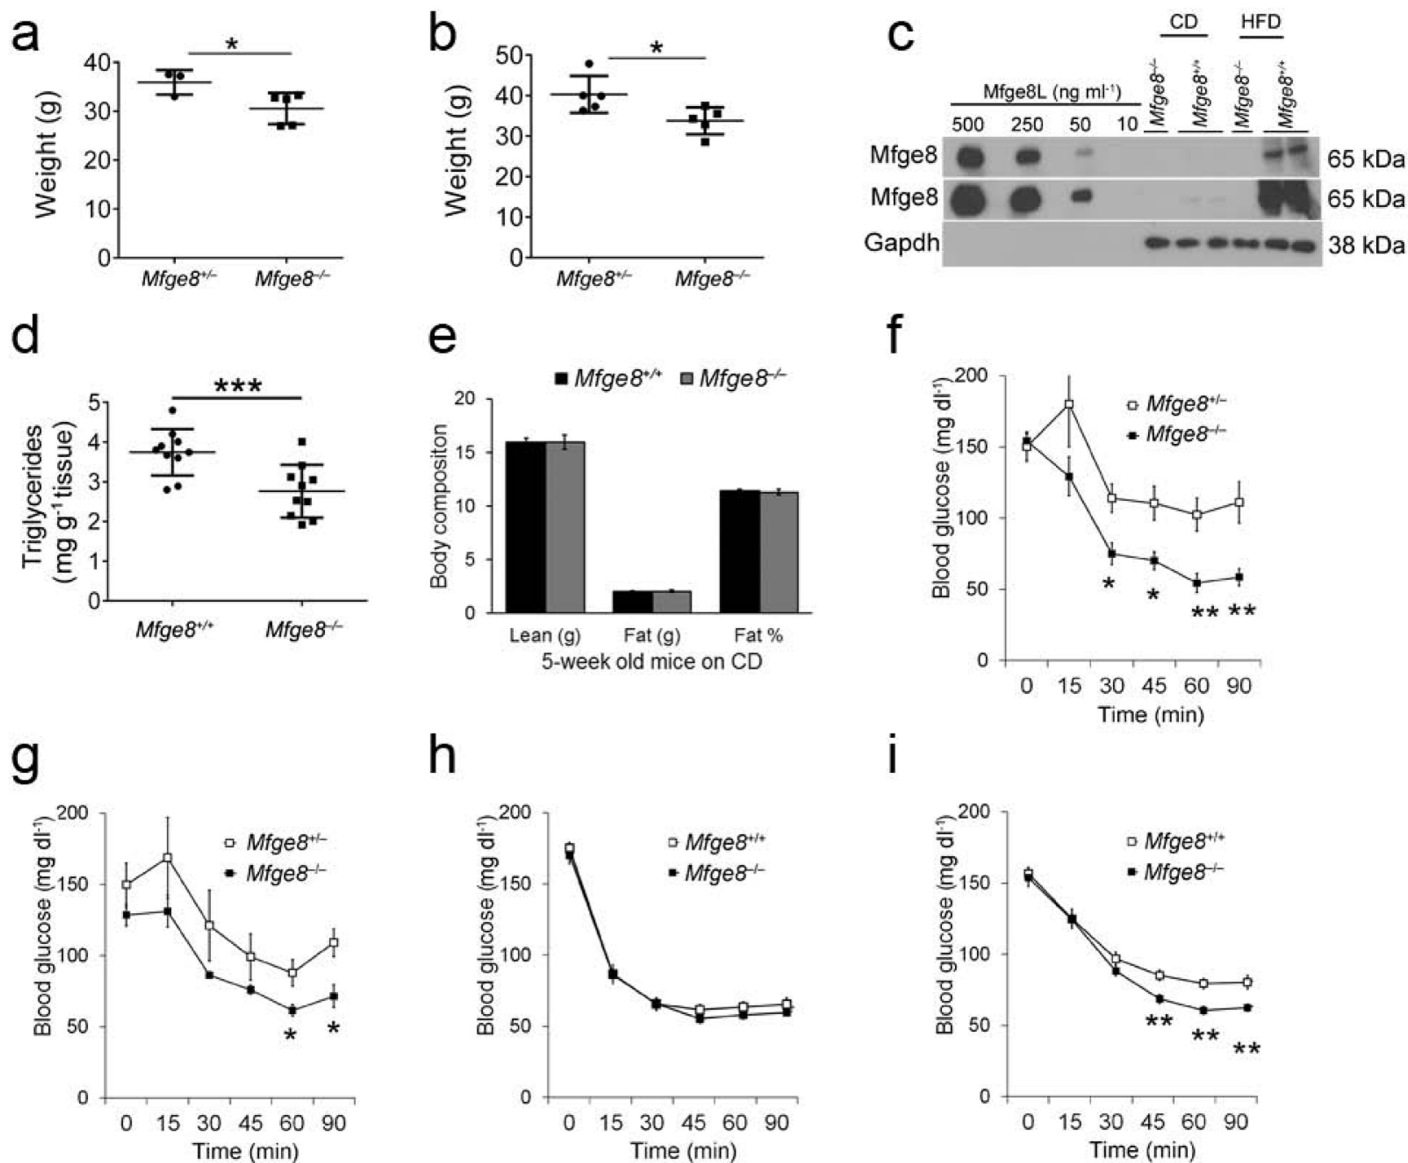 a
*
Weight (g)
40
30
20
10
0
Mfge8+/–
Mfge8–/–
b
*
Weight (g)
50
40
30
20
10
0
Mfge8+/–
Mfge8–/–
c
CD
HFD
Mfge8L (ng ml-1)
Mfge8–/–
Mfge8+/+
Mfge8–/–
Mfge8+/+
500 250 50 10
Mfge8 65 kDa
Mfge8 65 kDa
Gapdh 38 kDa
d
***
Triglycerides
(mg g-1 tissue)
5
4
3
2
1
0
Mfge8+/+
Mfge8–/–
e
Mfge8+/+
Mfge8–/–
Body compositon
20
15
10
5
0
Lean (g) Fat (g) Fat %
5-week old mice on CD
f
Blood glucose (mg dl-1)
200
150
100
50
0
Mfge8+/–
Mfge8–/–
* * ** **
0 15 30 45 60 90
Time (min)
g
Blood glucose (mg dl-1)
200
150
100
50
0
Mfge8+/–
Mfge8–/–
* *
0 15 30 45 60 90
Time (min)
h
Blood glucose (mg dl-1)
200
150
100
50
0
Mfge8+/+
Mfge8–/–
0 15 30 45 60 90
Time (min)
i
Blood glucose (mg dl-1)
200
150
100
50
0
Mfge8+/+
Mfge8–/–
** ** **
0 15 30 45 60 90
Time (min)